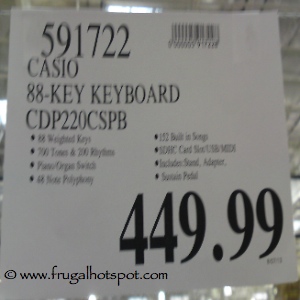 591722
CASIO
88-KEY KEYBOARD
CDP220CSPB
• 88 Weighted Keys
• 700 Tones & 200 Rhythms
• Piano/Organ Switch
• 48 Note Polyphony
• 152 Built in Songs
• SDHC Card Slot/USB/MIDI
• Includes:Stand, Adapter,
• Sustain Pedal
449.99
© www.frugalhotspot.com